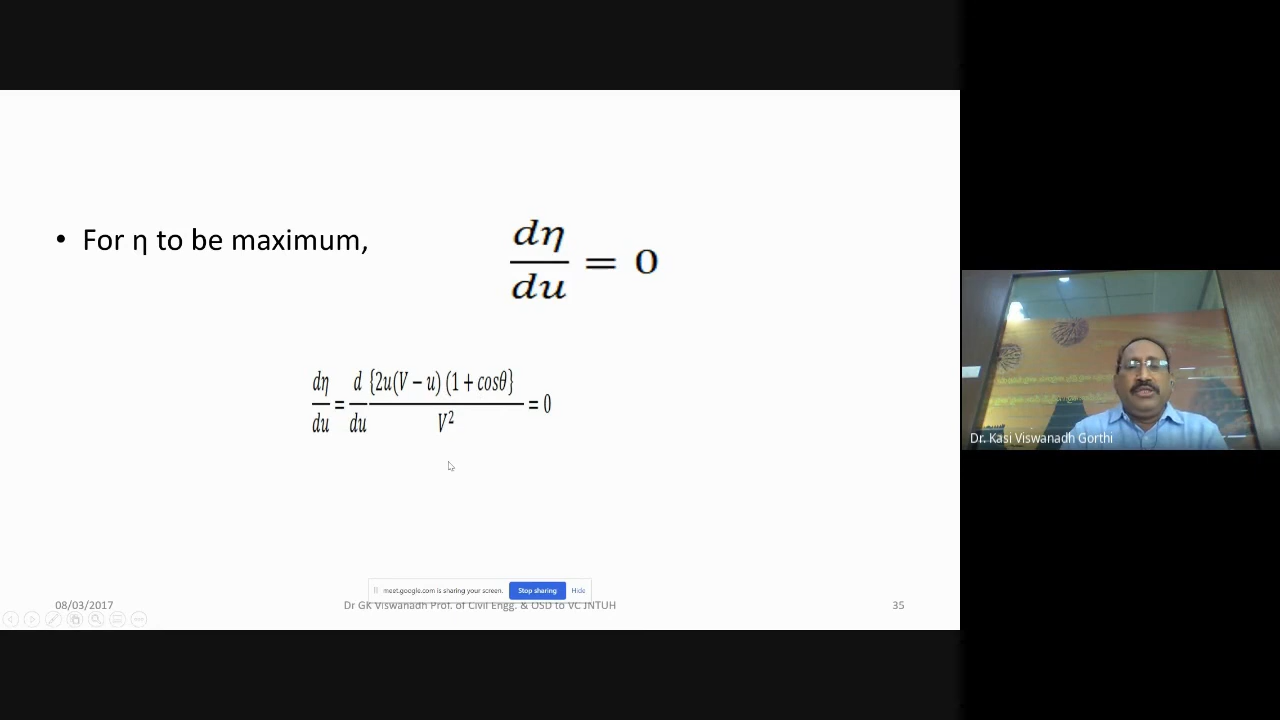 • For η to be maximum,
dη/du = 0
dη/du = d/du {2u(V − u) (1 + cosθ}/V² = 0
meet.google.com is sharing your screen. Stop sharing Hide
08/03/2017 Dr GK Viswanadh Prof. of Civil Engg. & OSD to VC JNTUH 35
Dr. Kasi Viswanadh Gorthi